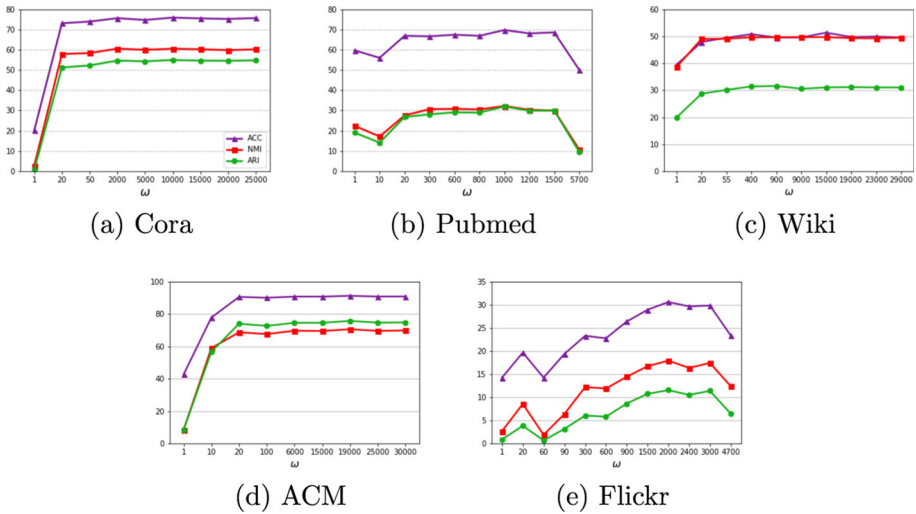 80
70
60
50
40
30
20
10
0
ACC
NMI
ARI
1 20 50 2000 5000 10000 15000 20000 25000
ω
(a) Cora
80
70
60
50
40
30
20
10
0
1 10 20 300 600 800 1000 1200 1500 5700
ω
(b) Pubmed
60
50
40
30
20
10
0
1 20 55 400 900 9000 15000 19000 23000 29000
ω
(c) Wiki
100
80
60
40
20
0
1 10 20 100 6000 15000 19000 25000 30000
ω
(d) ACM
35
30
25
20
15
10
5
0
1 20 60 90 300 600 900 1500 2000 2400 3000 4700
ω
(e) Flickr